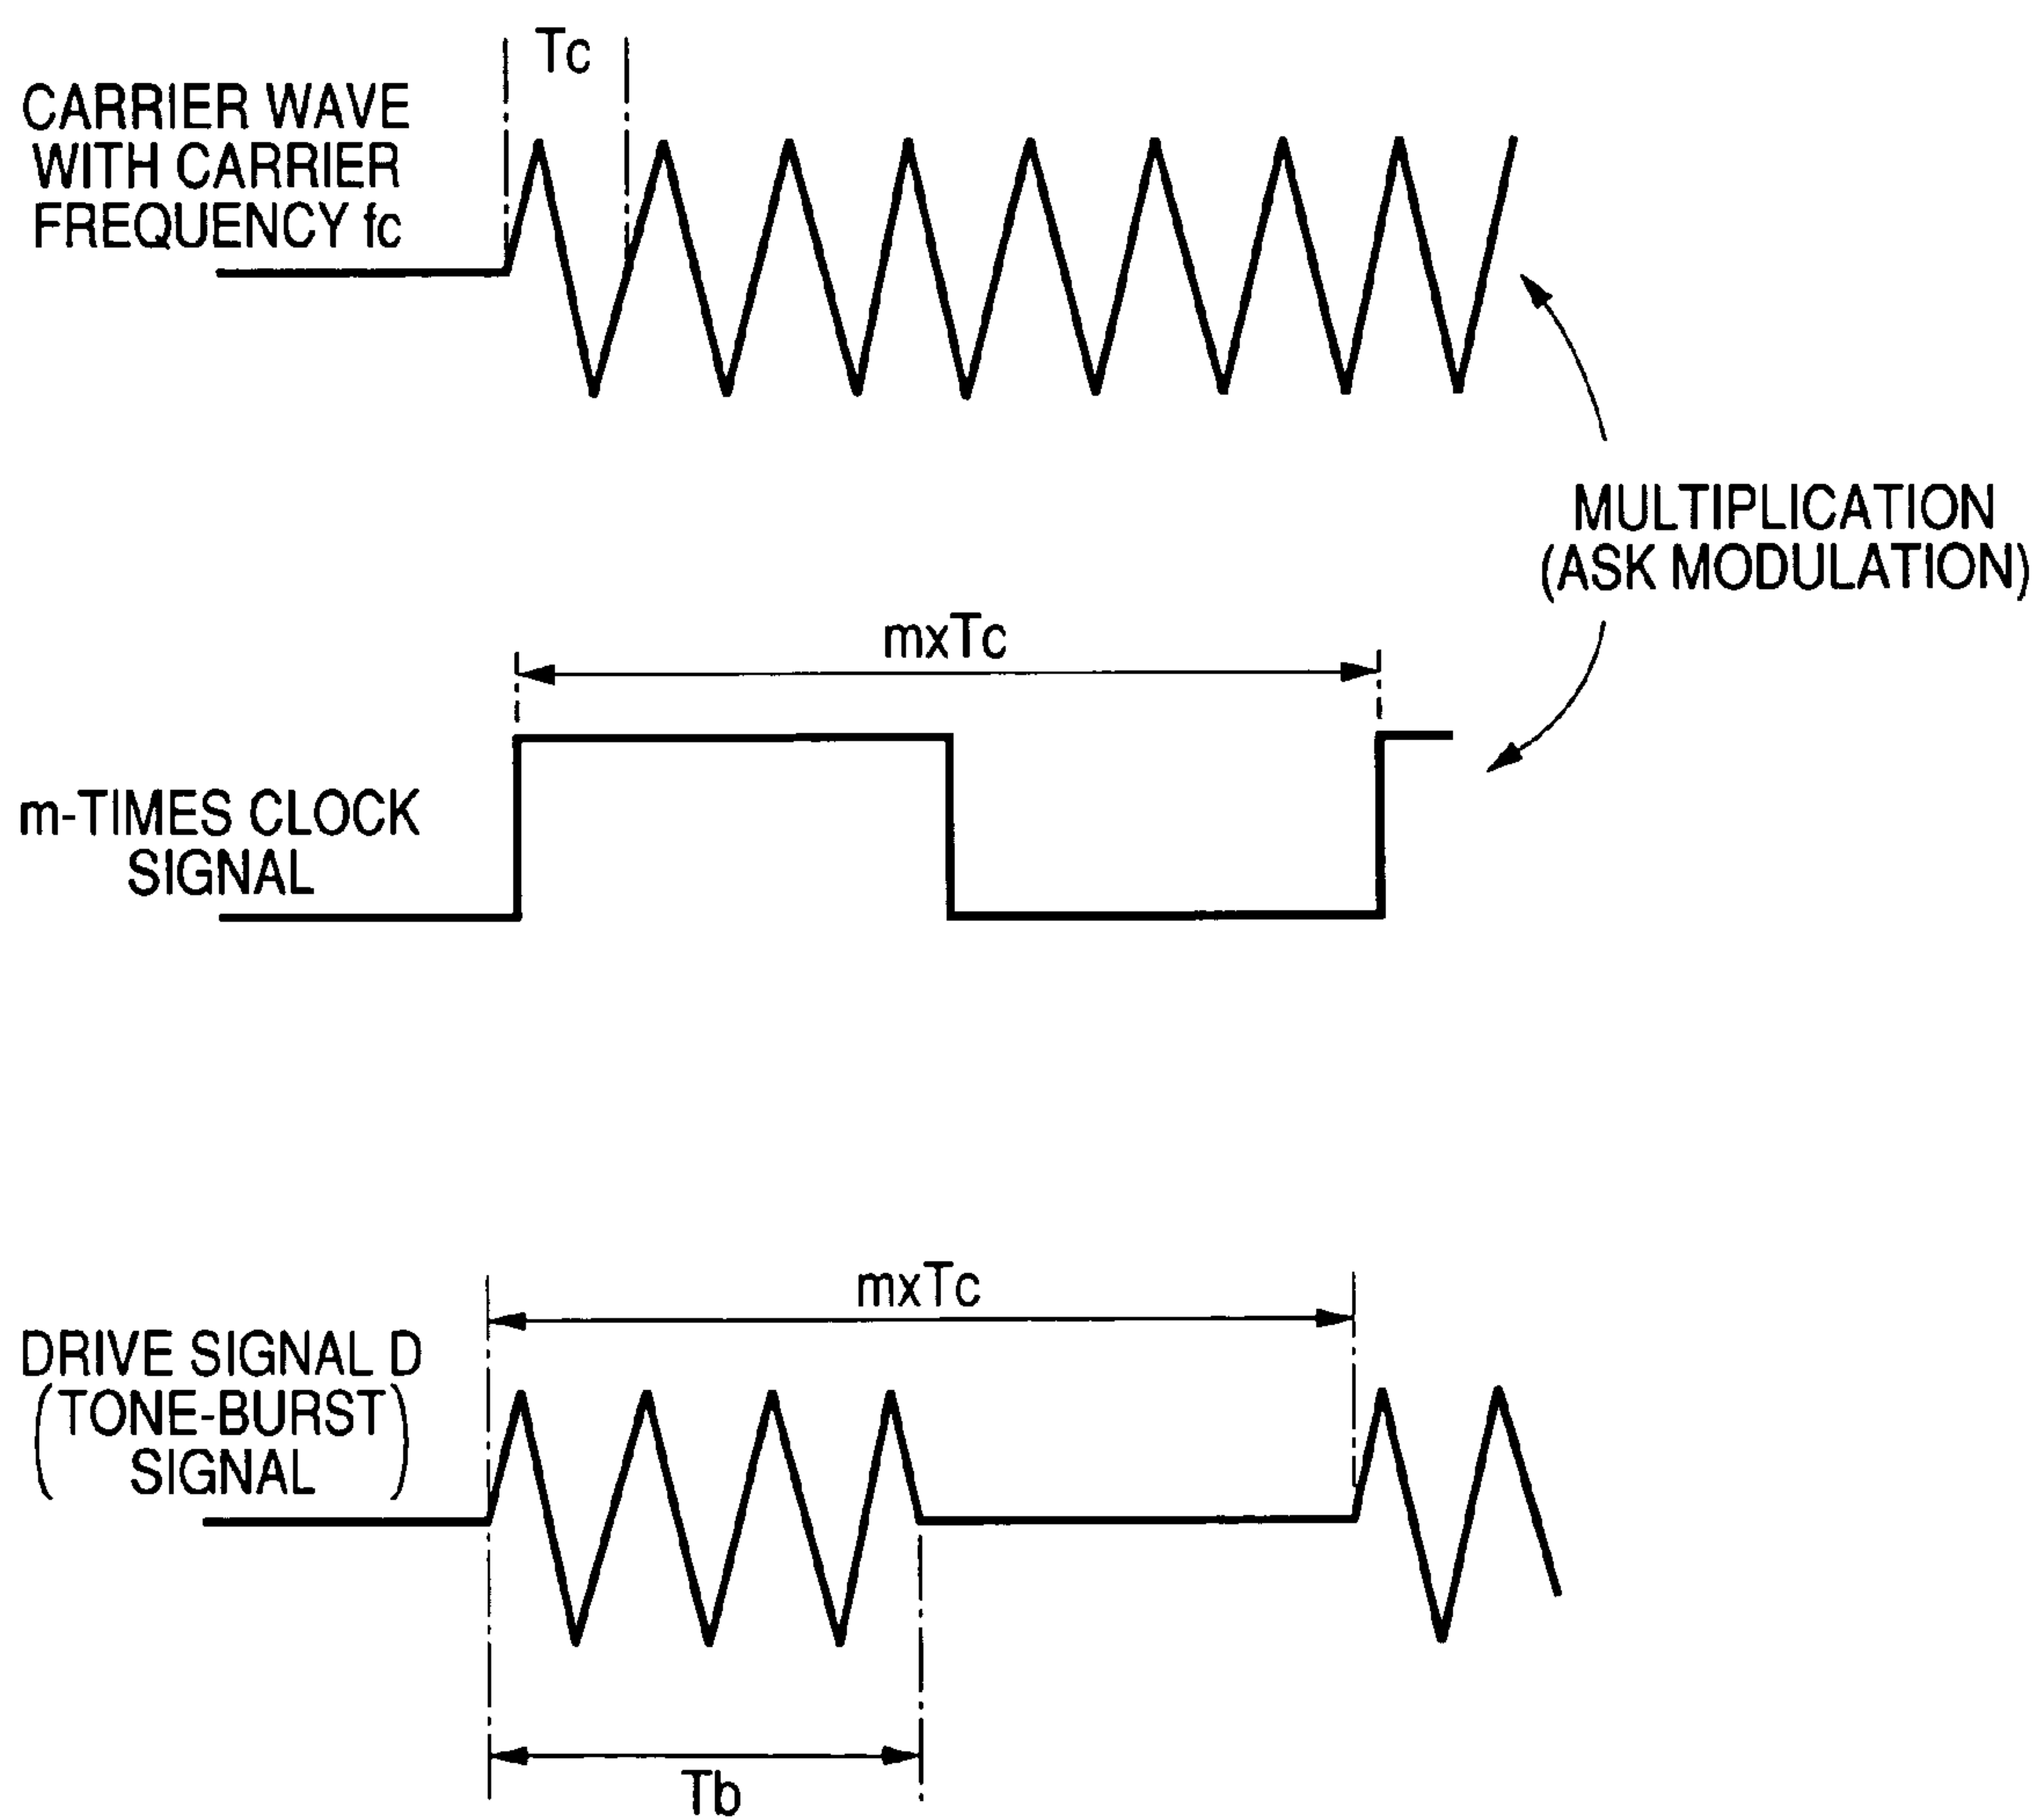 Tc
CARRIER WAVE
WITH CARRIER
FREQUENCY fc
MULTIPLICATION
(ASK MODULATION)
mxTc
m-TIMES CLOCK
SIGNAL
mxTc
DRIVE SIGNAL D
(TONE-BURST
SIGNAL)
Tb